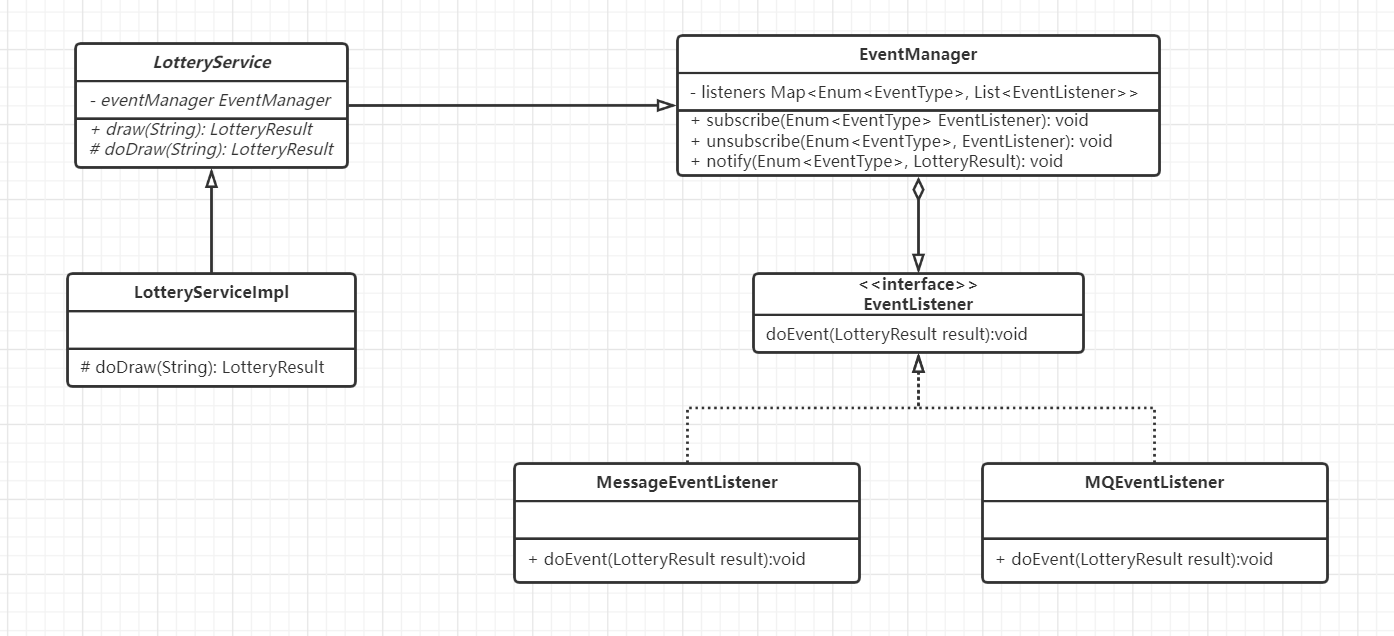 LotteryService
- eventManager EventManager
+ draw(String): LotteryResult
# doDraw(String): LotteryResult
EventManager
- listeners Map<Enum<EventType>, List<EventListener>>
+ subscribe(Enum<EventType> EventListener): void
+ unsubscribe(Enum<EventType>, EventListener): void
+ notify(Enum<EventType>, LotteryResult): void
LotteryServiceImpl
# doDraw(String): LotteryResult
<<interface>>
EventListener
doEvent(LotteryResult result):void
MessageEventListener
+ doEvent(LotteryResult result):void
MQEventListener
+ doEvent(LotteryResult result):void